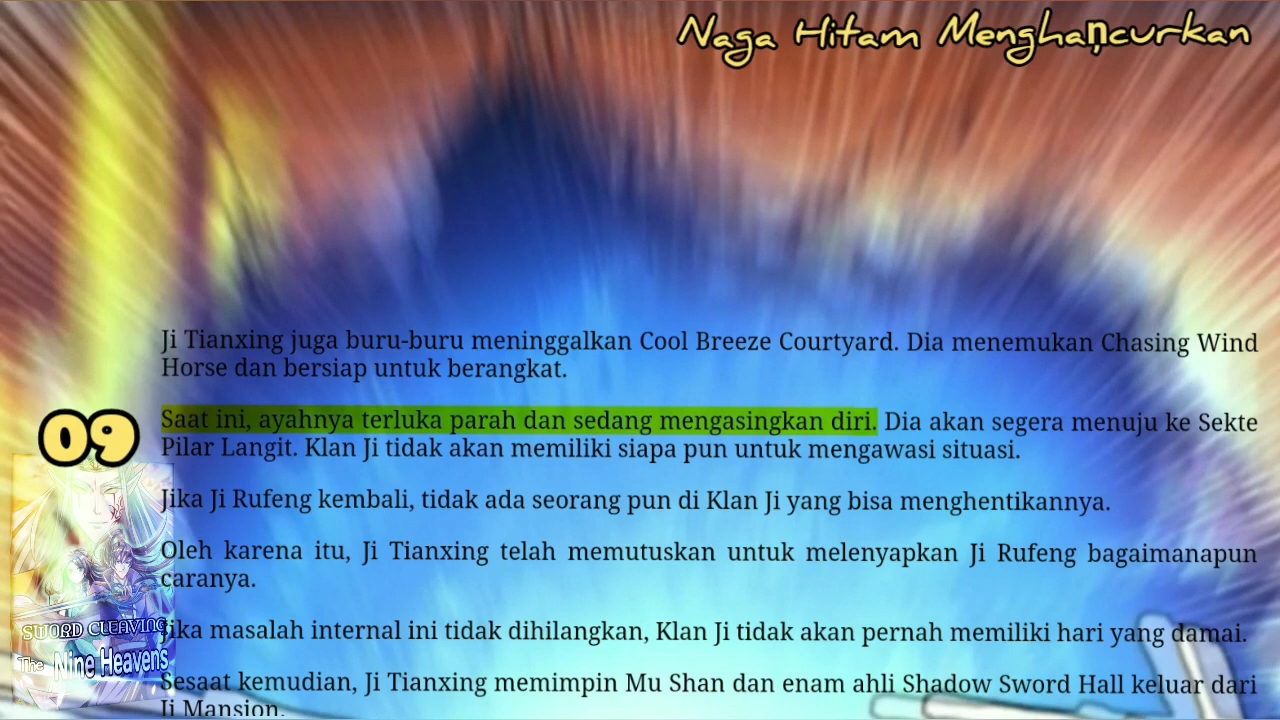 Naga Hitam Menghaņcurkan
Ji Tianxing juga buru-buru meninggalkan Cool Breeze Courtyard. Dia menemukan Chasing Wind
Horse dan bersiap untuk berangkat.
Saat ini, ayahnya terluka parah dan sedang mengasingkan diri. Dia akan segera menuju ke Sekte
Pilar Langit. Klan Ji tidak akan memiliki siapa pun untuk mengawasi situasi.
Jika Ji Rufeng kembali, tidak ada seorang pun di Klan Ji yang bisa menghentikannya.
Oleh karena itu, Ji Tianxing telah memutuskan untuk melenyapkan Ji Rufeng bagaimanapun
caranya.
Jika masalah internal ini tidak dihilangkan, Klan Ji tidak akan pernah memiliki hari yang damai.
Sesaat kemudian, Ji Tianxing memimpin Mu Shan dan enam ahli Shadow Sword Hall keluar dari
Ji Mansion.
09
SWORD CLEAVING
The Nine Heavens